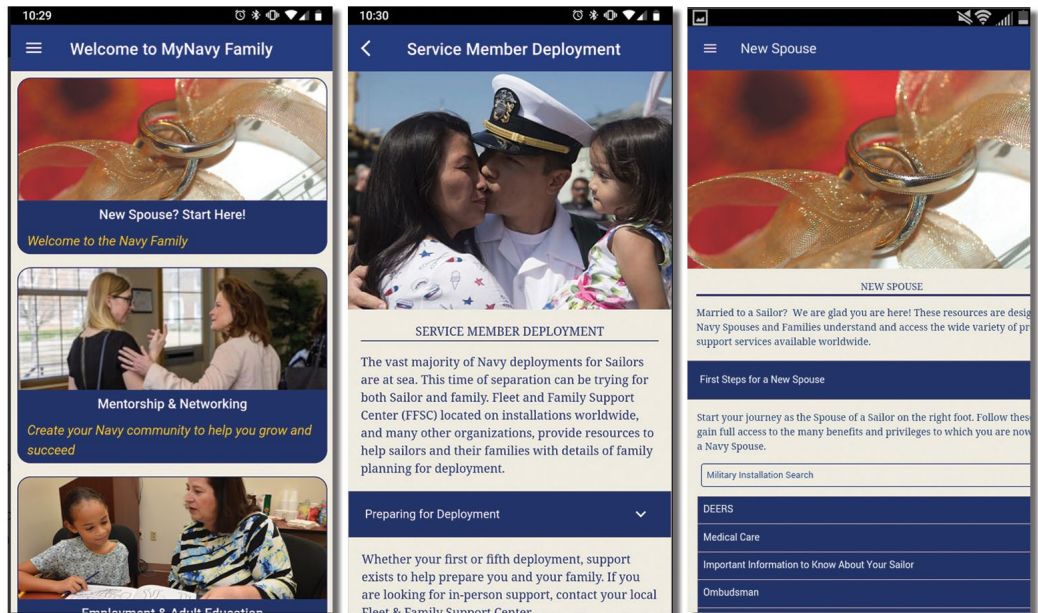 10:29
Welcome to MyNavy Family
New Spouse? Start Here!
Welcome to the Navy Family
Mentorship & Networking
Create your Navy community to help you grow and
succeed
Employment & Adult Education
10:30
Service Member Deployment
SERVICE MEMBER DEPLOYMENT
The vast majority of Navy deployments for Sailors
are at sea. This time of separation can be trying for
both Sailor and family. Fleet and Family Support
Center (FFSC) located on installations worldwide,
and many other organizations, provide resources to
help sailors and their families with details of family
planning for deployment.
Preparing for Deployment
Whether your first or fifth deployment, support
exists to help prepare you and your family. If you
are looking for in-person support, contact your local
Fleet & Family Support Center
New Spouse
NEW SPOUSE
Married to a Sailor? We are glad you are here! These resources are desig
Navy Spouses and Families understand and access the wide variety of pr
support services available worldwide.
First Steps for a New Spouse
Start your journey as the Spouse of a Sailor on the right foot. Follow thes
gain full access to the many benefits and privileges to which you are now
a Navy Spouse.
Military Installation Search
DEERS
Medical Care
Important Information to Know About Your Sailor
Ombudsman